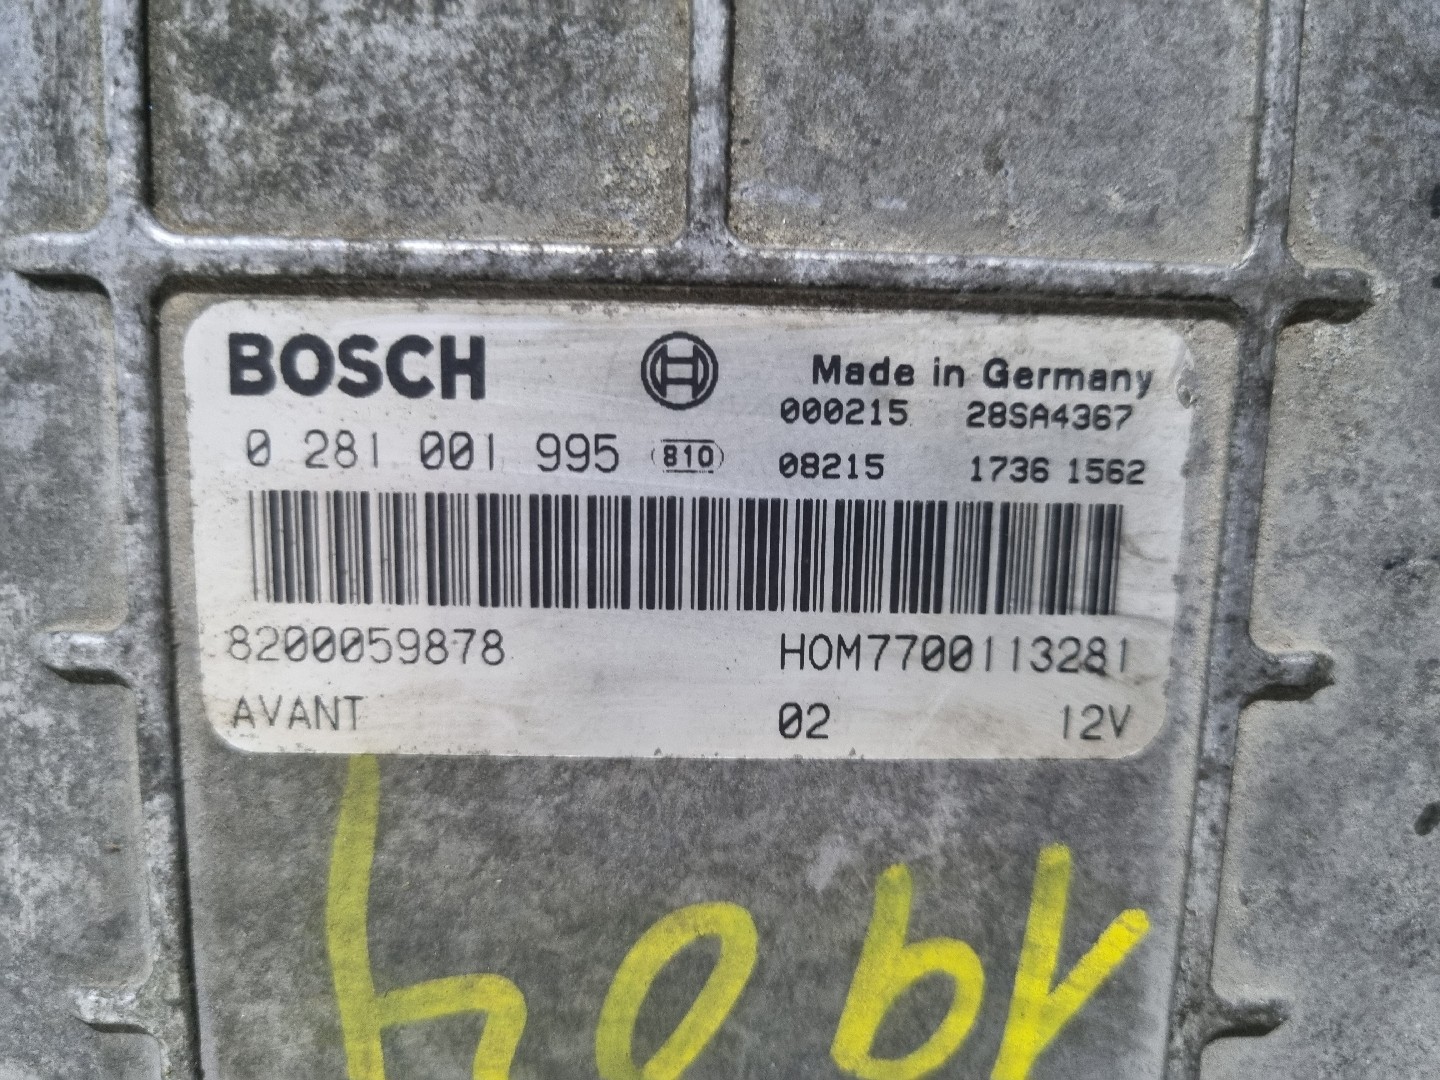 BOSCH Made in Germany
000215 28SA4367
0 281 001 995 (810) 08215 1736 1562
8200059878 HOM7700113281
AVANT 02 12V